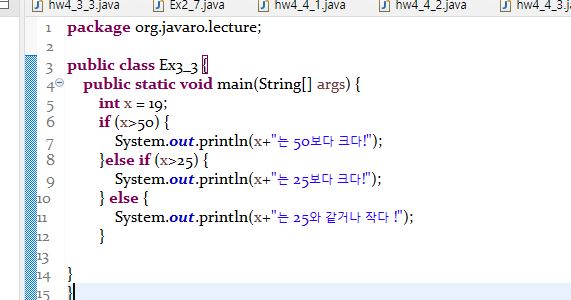 hw4_3_3.java Ex2_7.java hw4_4_1.java hw4_4_2.java hw4_4_3.j
1 package org.javaro.lecture;
2
3 public class Ex3_3 {
4 public static void main(String[] args) {
5 int x = 19;
6 if (x>50) {
7 System.out.println(x+"는 50보다 크다!");
8 }else if (x>25) {
9 System.out.println(x+"는 25보다 크다!");
10 } else {
11 System.out.println(x+"는 25와 같거나 작다 !");
12 }
13
14 }
15 }